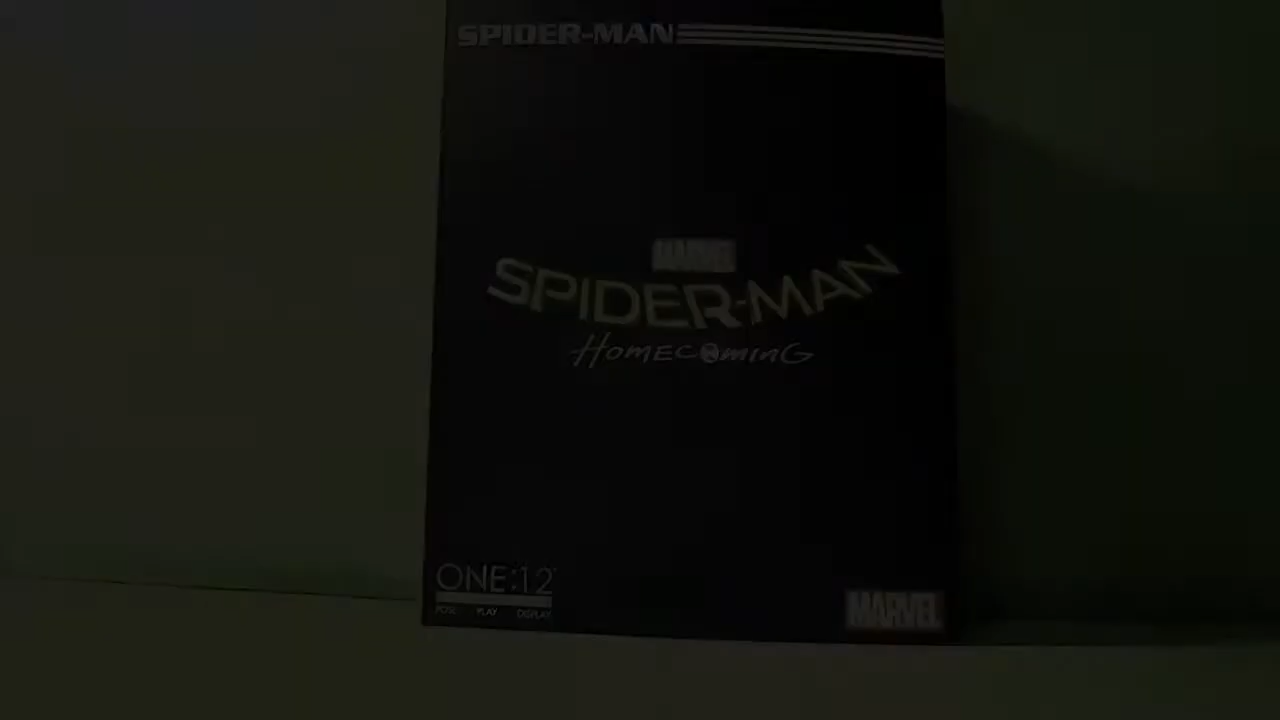 SPIDER-MAN
MARVEL
SPIDER-MAN
HOMECOMING
ONE:12
POSE PLAY DISPLAY
MARVEL